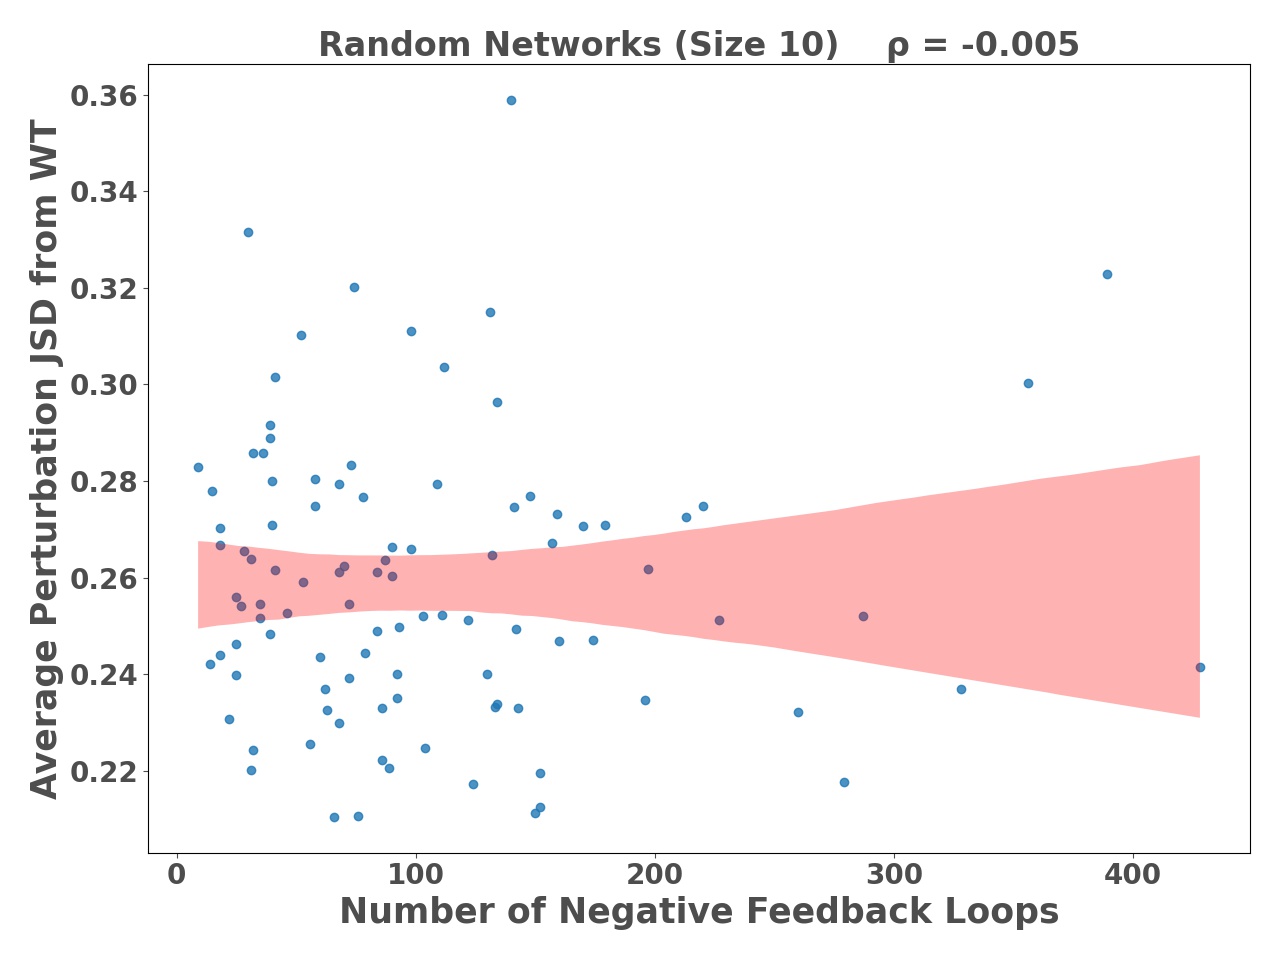 Random Networks (Size 10) ρ = -0.005
Average Perturbation JSD from WT
0.36
0.34
0.32
0.30
0.28
0.26
0.24
0.22
0 100 200 300 400
Number of Negative Feedback Loops